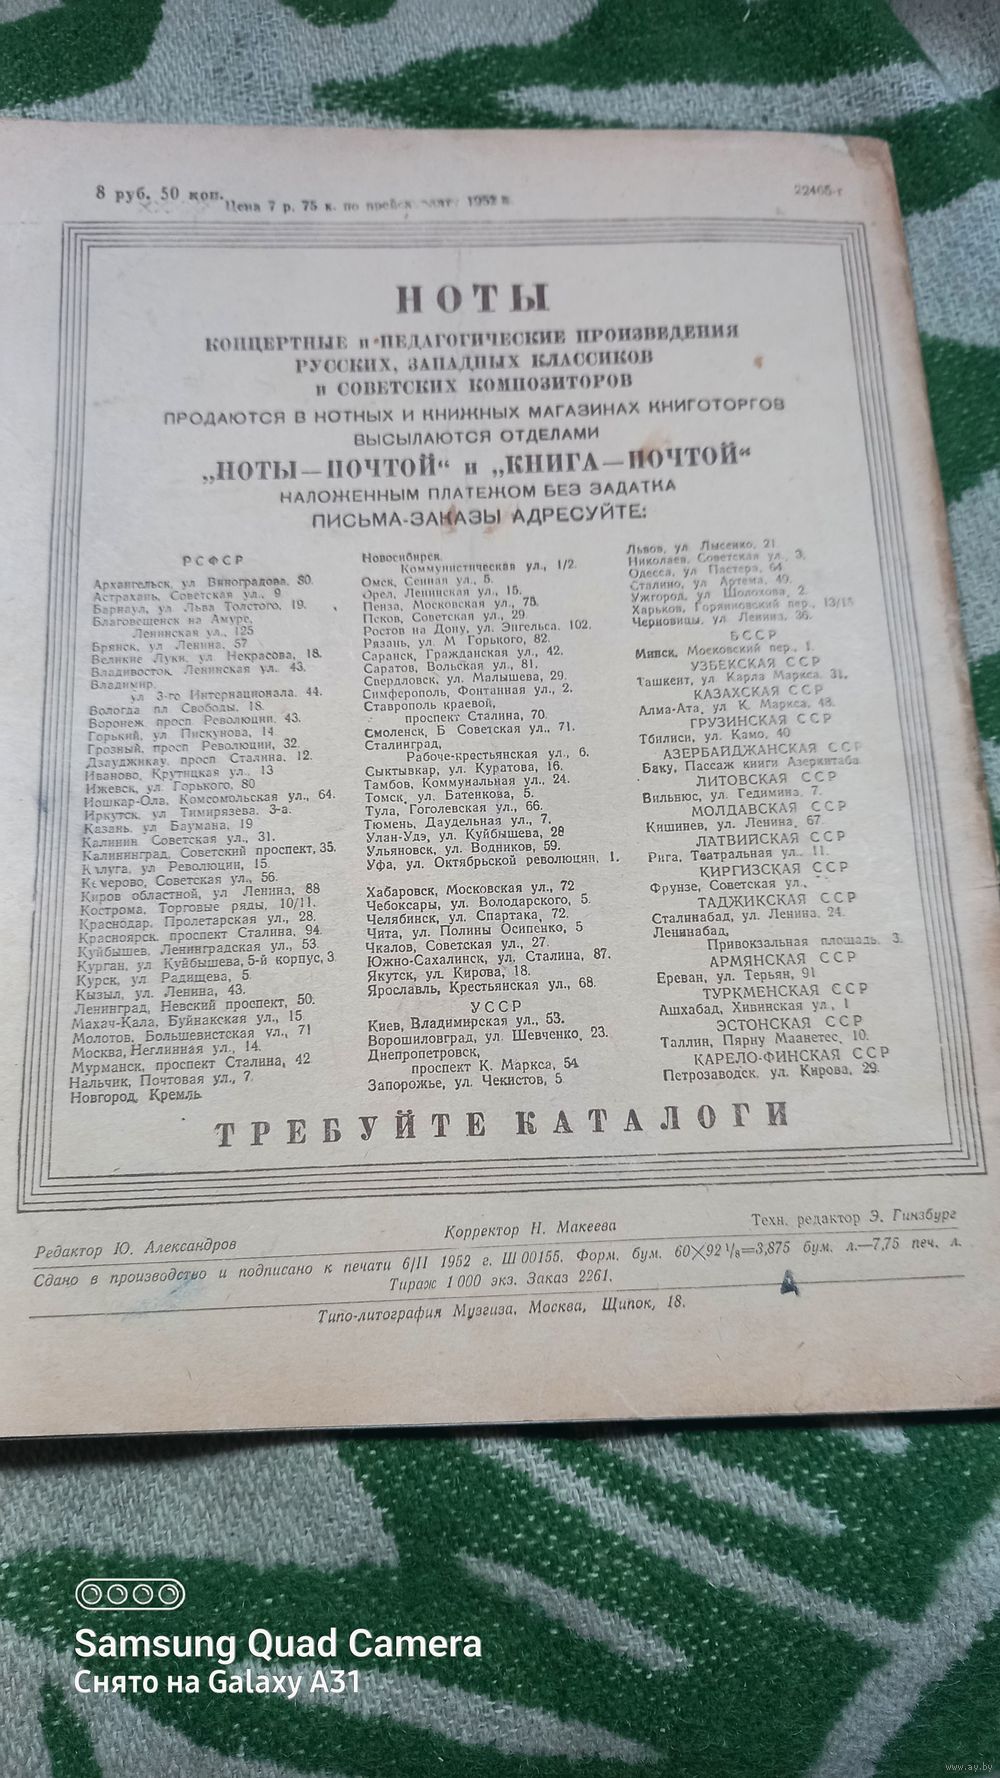 8 руб. 50 коп.
Цена 7 р. 75 к. по прейск. 1952 г.
22465-г
НОТЫ
КОНЦЕРТНЫЕ и ПЕДАГОГИЧЕСКИЕ ПРОИЗВЕДЕНИЯ
РУССКИХ, ЗАПАДНЫХ КЛАССИКОВ
и СОВЕТСКИХ КОМПОЗИТОРОВ
ПРОДАЮТСЯ В НОТНЫХ И КНИЖНЫХ МАГАЗИНАХ КНИГОТОРГОВ
ВЫСЫЛАЮТСЯ ОТДЕЛАМИ
„НОТЫ—ПОЧТОЙ“ и „КНИГА—ПОЧТОЙ“
НАЛОЖЕННЫМ ПЛАТЕЖОМ БЕЗ ЗАДАТКА
ПИСЬМА-ЗАКАЗЫ АДРЕСУЙТЕ:
РСФСР
Архангельск, ул Виноградова, 80.
Астрахань, Советская ул., 9
Барнаул, ул Льва Толстого, 19.
Благовещенск на Амуре,
Ленинская ул., 125
Брянск, ул Ленина, 57
Великие Луки, ул Некрасова, 18.
Владивосток, Ленинская ул. 43.
Владимир,
ул 3-го Интернационала, 44.
Вологда пл Свободы, 18.
Воронеж просп Революции, 43.
Горький, ул Пискунова, 14
Грозный, просп Революции, 32,
Дзауджикау, просп Сталина, 12.
Иваново, Крутицкая ул., 13
Ижевск, ул. Горького, 80
Йошкар-Ола, Комсомольская ул., 64.
Иркутск, ул Тимирязева, 3-а.
Казань, ул Баумана, 19
Калинин Советская ул., 31.
Калининград, Советский проспект, 35.
Калуга, ул Революции, 15.
Кемерово, Советская ул., 56.
Киров областной, ул Ленина, 88
Кострома, Торговые ряды, 10/11.
Краснодар, Пролетарская ул., 28.
Красноярск, проспект Сталина, 94.
Куйбышев, Ленинградская ул., 53.
Курган, ул Куйбышева, 5-й корпус, 3
Курск, ул Радищева, 5
Кызыл, ул. Ленина, 43.
Ленинград, Невский проспект, 50.
Махач-Кала, Буйнакская ул., 15
Молотов, Большевистская ул., 71
Москва, Неглинная ул., 14.
Мурманск, проспект Сталина, 42
Нальчик, Почтовая ул., 7
Новгород, Кремль
Новосибирск,
Коммунистическая ул., 1/2.
Омск, Сенная ул., 5.
Орел, Ленинская ул., 15.
Пенза, Московская ул., 75.
Псков, Советская ул., 29
Ростов на Дону, ул. Энгельса, 102.
Рязань, ул. М Горького, 82.
Саранск, Гражданская ул., 42.
Саратов, Вольская ул., 81.
Свердловск, ул. Малышева, 29.
Симферополь, Фонтанная ул., 2.
Ставрополь краевой,
проспект Сталина, 70.
Смоленск, Б Советская ул., 71.
Сталинград,
Рабоче-крестьянская ул., 6.
Сыктывкар, ул. Куратова, 16.
Тамбов, Коммунальная ул., 24.
Томск, ул. Батенкова, 5.
Тула, Гоголевская ул., 66.
Тюмень, Даудельная ул., 7.
Улан-Удэ, ул. Куйбышева, 28
Ульяновск, ул. Водников, 59.
Уфа, ул. Октябрьской революции, 1.
Хабаровск, Московская ул., 72
Чебоксары, ул. Володарского, 5.
Челябинск, ул. Спартака, 72.
Чита, ул. Полины Осипенко, 5
Чкалов, Советская ул., 27.
Южно-Сахалинск, ул. Сталина, 87.
Якутск, ул. Кирова, 18.
Ярославль, Крестьянская ул., 68.
УССР
Киев, Владимирская ул., 53.
Ворошиловград, ул Шевченко, 23.
Днепропетровск,
проспект К. Маркса, 54
Запорожье, ул. Чекистов, 5
Львов, ул Лысенко, 21
Николаев, Советская ул., 3.
Одесса, ул Пастера, 64
Сталино, ул Артема, 49.
Ужгород, ул Шолохова, 2.
Харьков, Горяиновский пер., 13/15
Черновицы, ул Ленина, 36.
БССР
Минск, Московский пер., 1.
УЗБЕКСКАЯ ССР
Ташкент, ул Карла Маркса, 31.
КАЗАХСКАЯ ССР
Алма-Ата, ул К. Маркса, 48.
ГРУЗИНСКАЯ ССР
Тбилиси, ул. Камо, 40
АЗЕРБАЙДЖАНСКАЯ ССР
Баку, Пассаж книги Азеркитаба
ЛИТОВСКАЯ ССР
Вильнюс, ул. Гедимина, 7.
МОЛДАВСКАЯ ССР
Кишинев, ул. Ленина, 67
ЛАТВИЙСКАЯ ССР
Рига, Театральная ул., 11.
КИРГИЗСКАЯ ССР
Фрунзе, Советская ул.,
ТАДЖИКСКАЯ ССР
Сталинабад, ул. Ленина, 24.
Ленинабад,
Привокзальная площадь, 3.
АРМЯНСКАЯ ССР
Ереван, ул. Терьян, 91
ТУРКМЕНСКАЯ ССР
Ашхабад, Хивинская ул., 1
ЭСТОНСКАЯ ССР
Таллин, Пярну Маанетес, 10.
КАРЕЛО-ФИНСКАЯ ССР
Петрозаводск, ул. Кирова, 29.
ТРЕБУЙТЕ КАТАЛОГИ
Редактор Ю. Александров
Корректор Н. Макеева
Техн. редактор Э. Гинзбург
Сдано в производство и подписано к печати 6/II 1952 г. Ш 00155. Форм. бум. 60×92 1/8=3,875 бум. л.—7,75 печ. л.
Тираж 1 000 экз. Заказ 2261.
Типо-литография Музгиза, Москва, Щипок, 18.
Samsung Quad Camera
Снято на Galaxy A31
www.ay.by